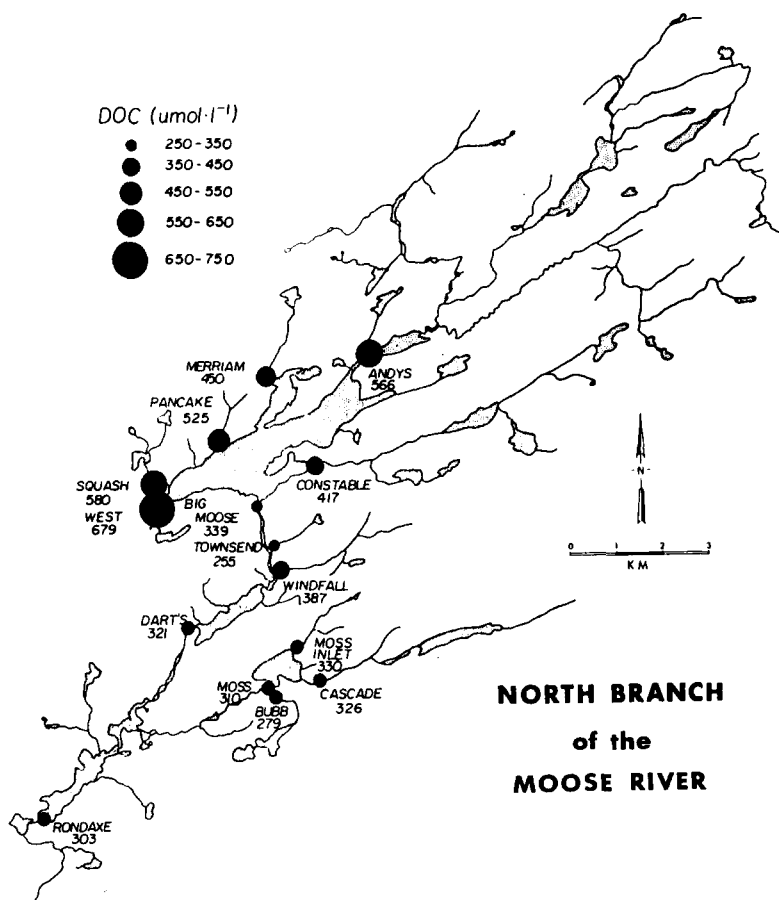 DOC (umol·l⁻¹)
250-350
350-450
450-550
550-650
650-750
MERRIAM
450
ANDYS
566
PANCAKE
525
SQUASH
580
WEST
679
CONSTABLE
417
BIG
MOOSE
339
TOWNSEND
255
WINDFALL
387
DART'S
321
MOSS
INLET
330
CASCADE
326
MOSS
310
BUBB
279
RONDAXE
303
N
0 1 2 3
KM
NORTH BRANCH
of the
MOOSE RIVER